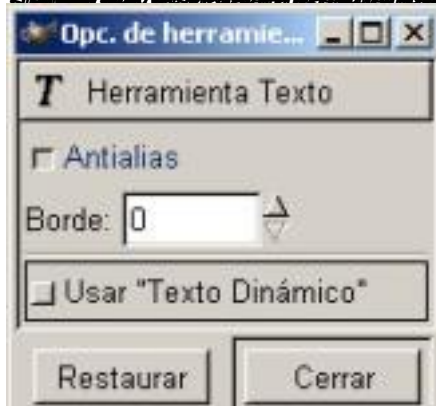 Opc. de herramie...
T Herramienta Texto
Antialias
Borde: 0
Usar "Texto Dinámico"
Restaurar Cerrar